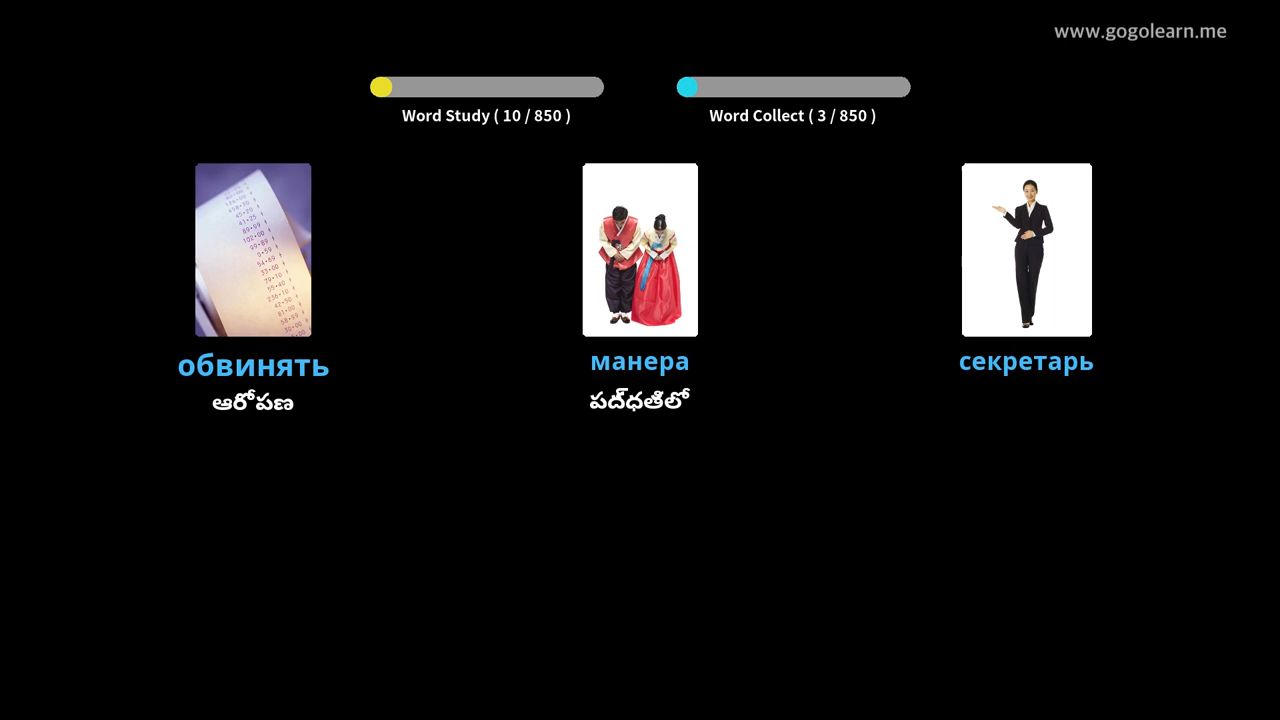 www.gogolearn.me
Word Study ( 10 / 850 )
Word Collect ( 3 / 850 )
обвинять
манера
секретарь
ఆరోపణ
పద్ధతిలో